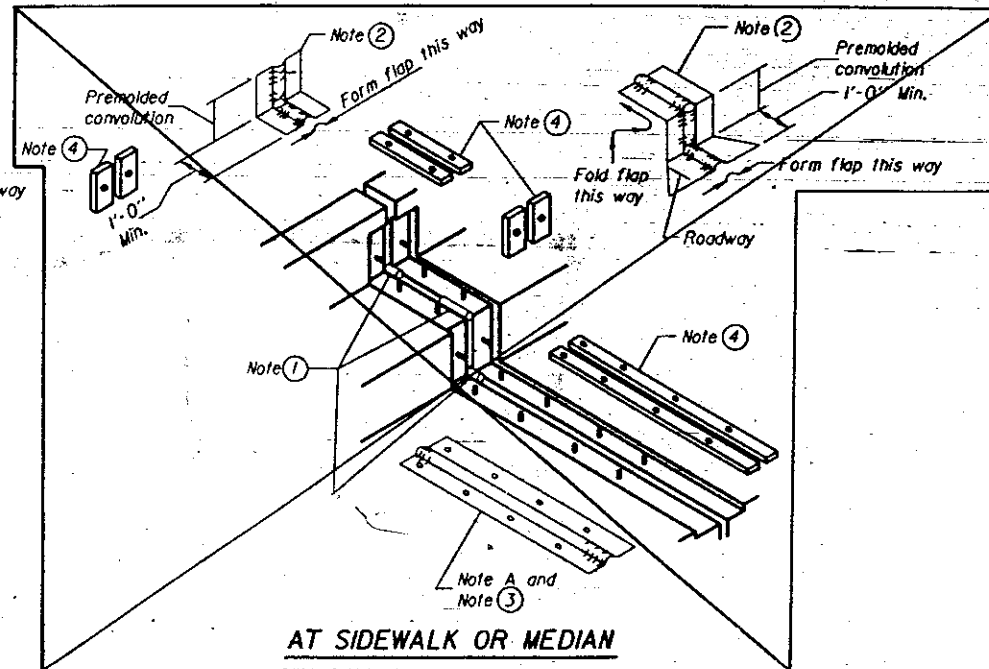 Note ②
Form flap this way
Premolded
convolution
Note ④
1'-0"
Min.
way
Note ④
Note ②
Premolded
convolution
1'-0" Min.
Fold flap
this way
Form flap this way
Roadway
Note ①
Note ④
Note A and
Note ③
AT SIDEWALK OR MEDIAN